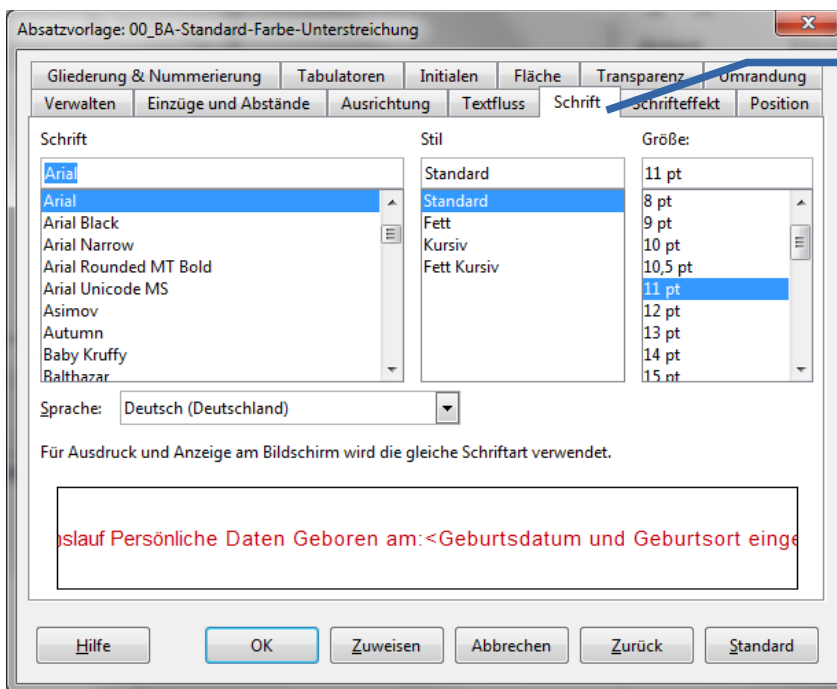 Absatzvorlage: 00_BA-Standard-Farbe-Unterstreichung
Gliederung & Nummerierung Tabulatoren Initialen Fläche Transparenz Umrandung
Verwalten Einzüge und Abstände Ausrichtung Textfluss Schrift Schrifteffekt Position
Schrift Stil Größe:
Arial Standard 11 pt
Arial Standard 8 pt
Arial Black Fett 9 pt
Arial Narrow Kursiv 10 pt
Arial Rounded MT Bold Fett Kursiv 10,5 pt
Arial Unicode MS 11 pt
Asimov 12 pt
Autumn 13 pt
Baby Kruffy 14 pt
Balthazar 15 pt
Sprache: Deutsch (Deutschland)
Für Ausdruck und Anzeige am Bildschirm wird die gleiche Schriftart verwendet.
nslauf Persönliche Daten Geboren am:<Geburtsdatum und Geburtsort einge
Hilfe OK Zuweisen Abbrechen Zurück Standard